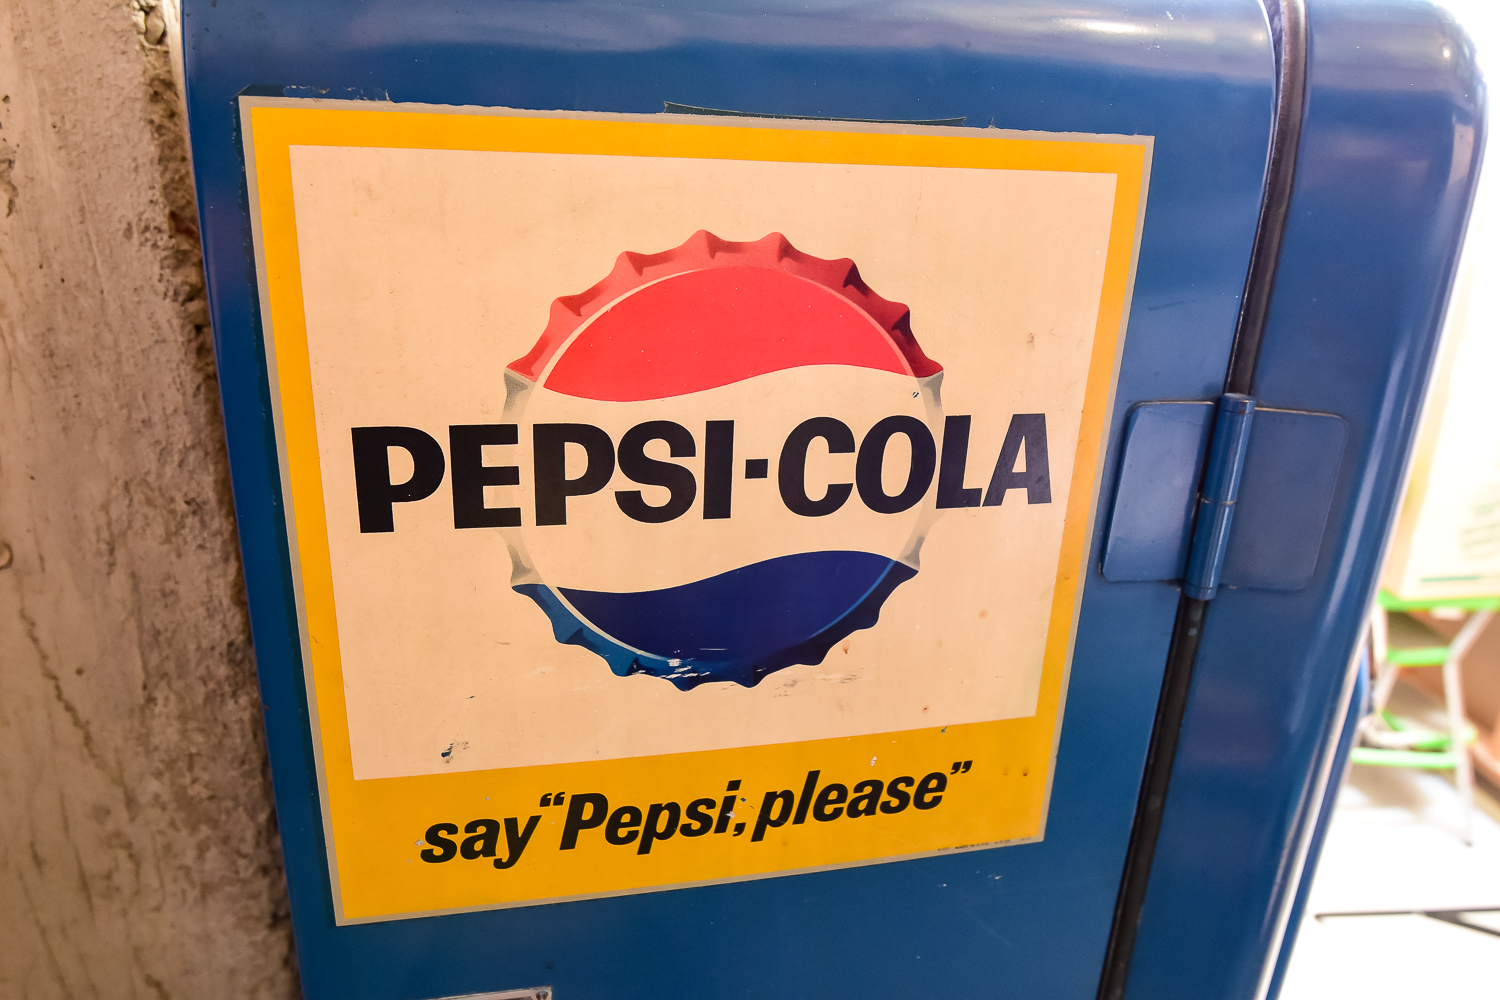 PEPSI-COLA
say "Pepsi, please"